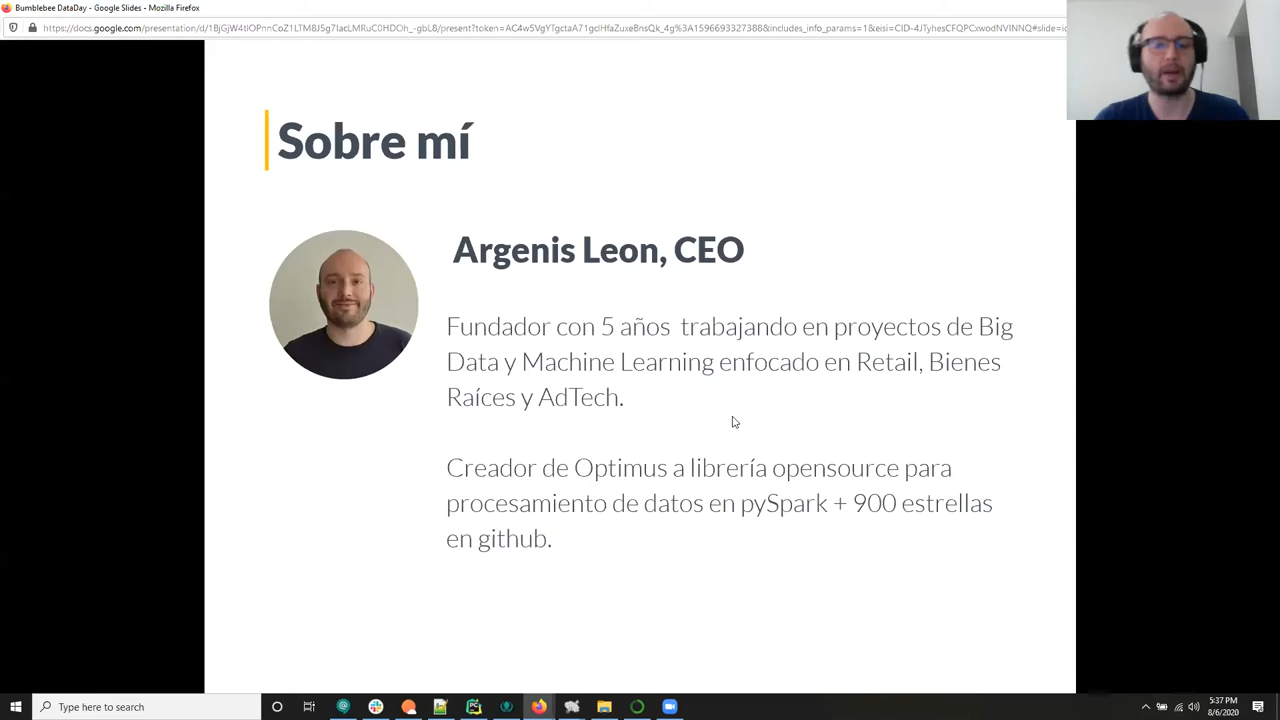 Bumblebee DataDay - Google Slides - Mozilla Firefox
Sobre mí
Argenis Leon, CEO
Fundador con 5 años trabajando en proyectos de Big
Data y Machine Learning enfocado en Retail, Bienes
Raíces y AdTech.
Creador de Optimus a librería opensource para
procesamiento de datos en pySpark + 900 estrellas
en github.
Type here to search
5:37 PM
8/6/2020